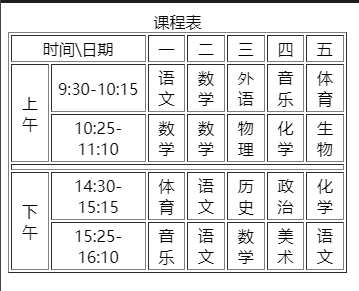 课程表
时间\日期 一 二 三 四 五
上午 9:30-10:15 语文 数学 外语 音乐 体育
10:25-11:10 数学 数学 物理 化学 生物
下午 14:30-15:15 体育 语文 历史 政治 化学
15:25-16:10 音乐 语文 数学 美术 语文